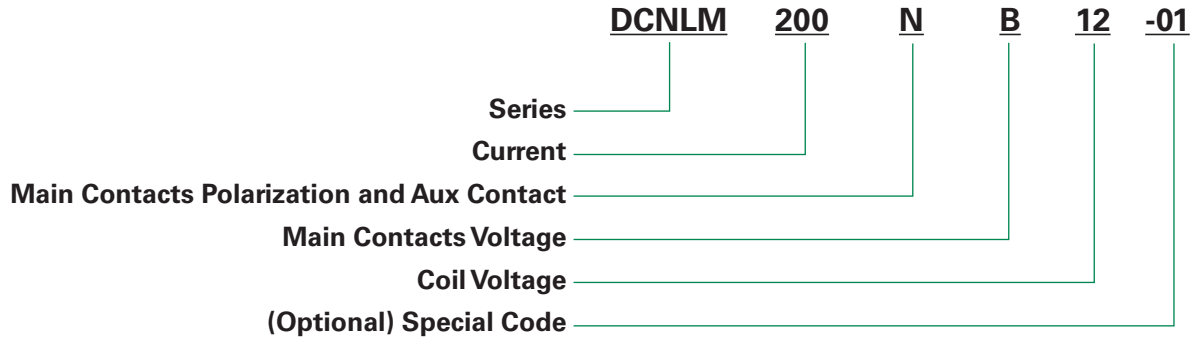 DCNLM 200 N B 12 -01
Series
Current
Main Contacts Polarization and Aux Contact
Main Contacts Voltage
Coil Voltage
(Optional) Special Code